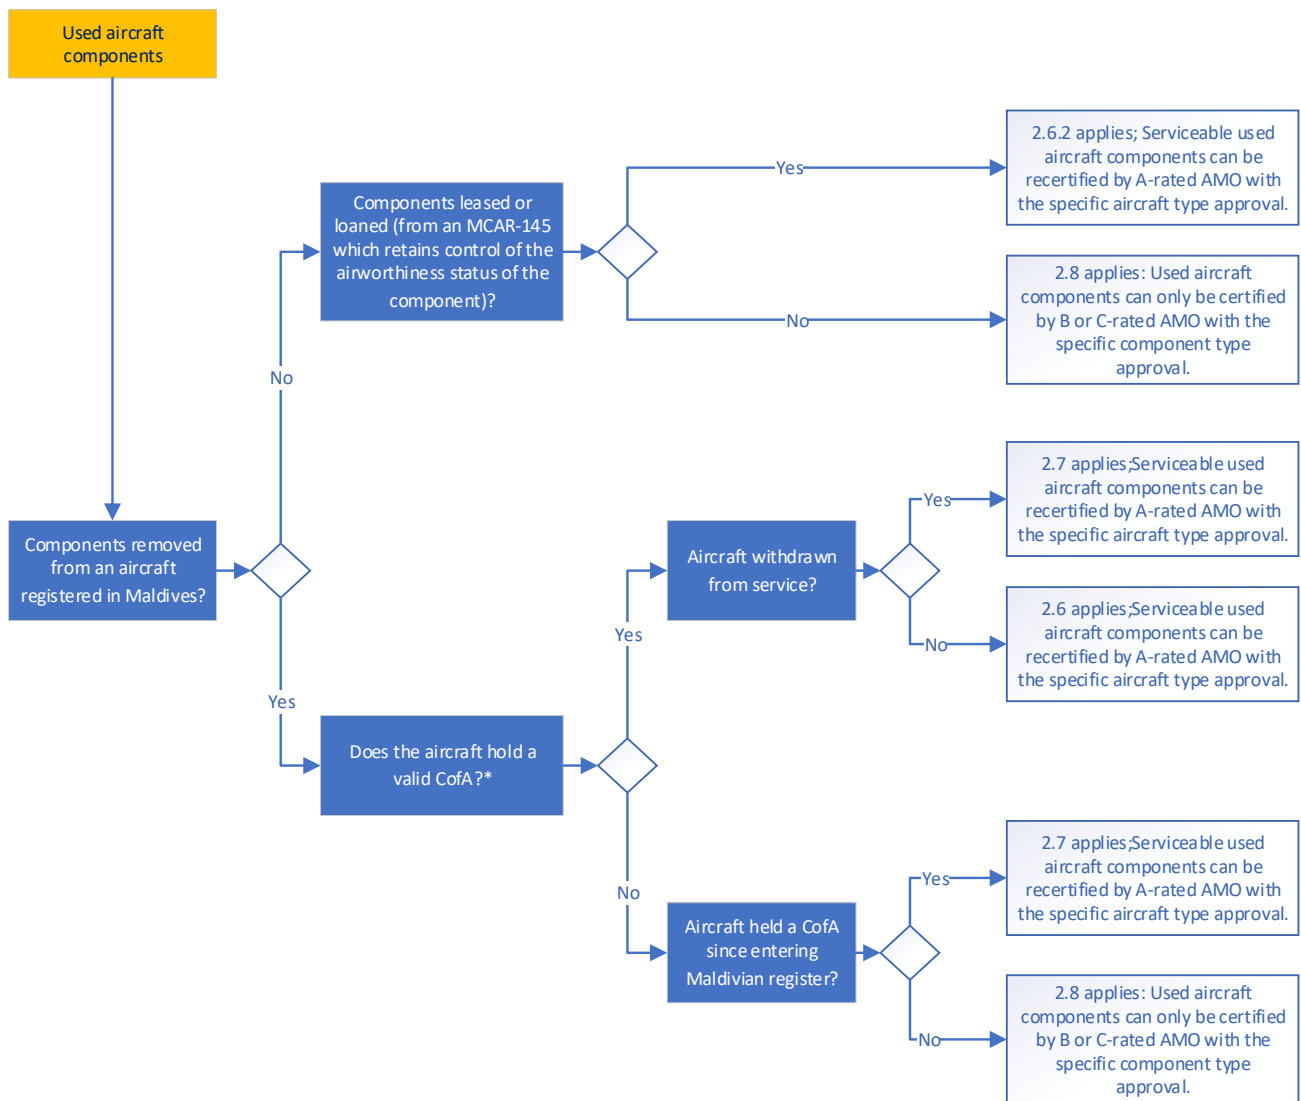 Used aircraft
components
2.6.2 applies; Serviceable used
aircraft components can be
recertified by A-rated AMO with
the specific aircraft type approval.
Yes
Components leased or
loaned (from an MCAR-145
which retains control of the
airworthiness status of the
component)?
2.8 applies: Used aircraft
components can only be certified
by B or C-rated AMO with the
specific component type
approval.
No
No
2.7 applies;Serviceable used
aircraft components can be
recertified by A-rated AMO with
the specific aircraft type approval.
Yes
Components removed
from an aircraft
registered in Maldives?
Aircraft withdrawn
from service?
2.6 applies;Serviceable used
aircraft components can be
recertified by A-rated AMO with
the specific aircraft type approval.
Yes
No
Yes
Does the aircraft hold a
valid CofA?*
2.7 applies;Serviceable used
aircraft components can be
recertified by A-rated AMO with
the specific aircraft type approval.
Yes
No
Aircraft held a CofA
since entering
Maldivian register?
2.8 applies: Used aircraft
components can only be certified
by B or C-rated AMO with the
specific component type
approval.
No